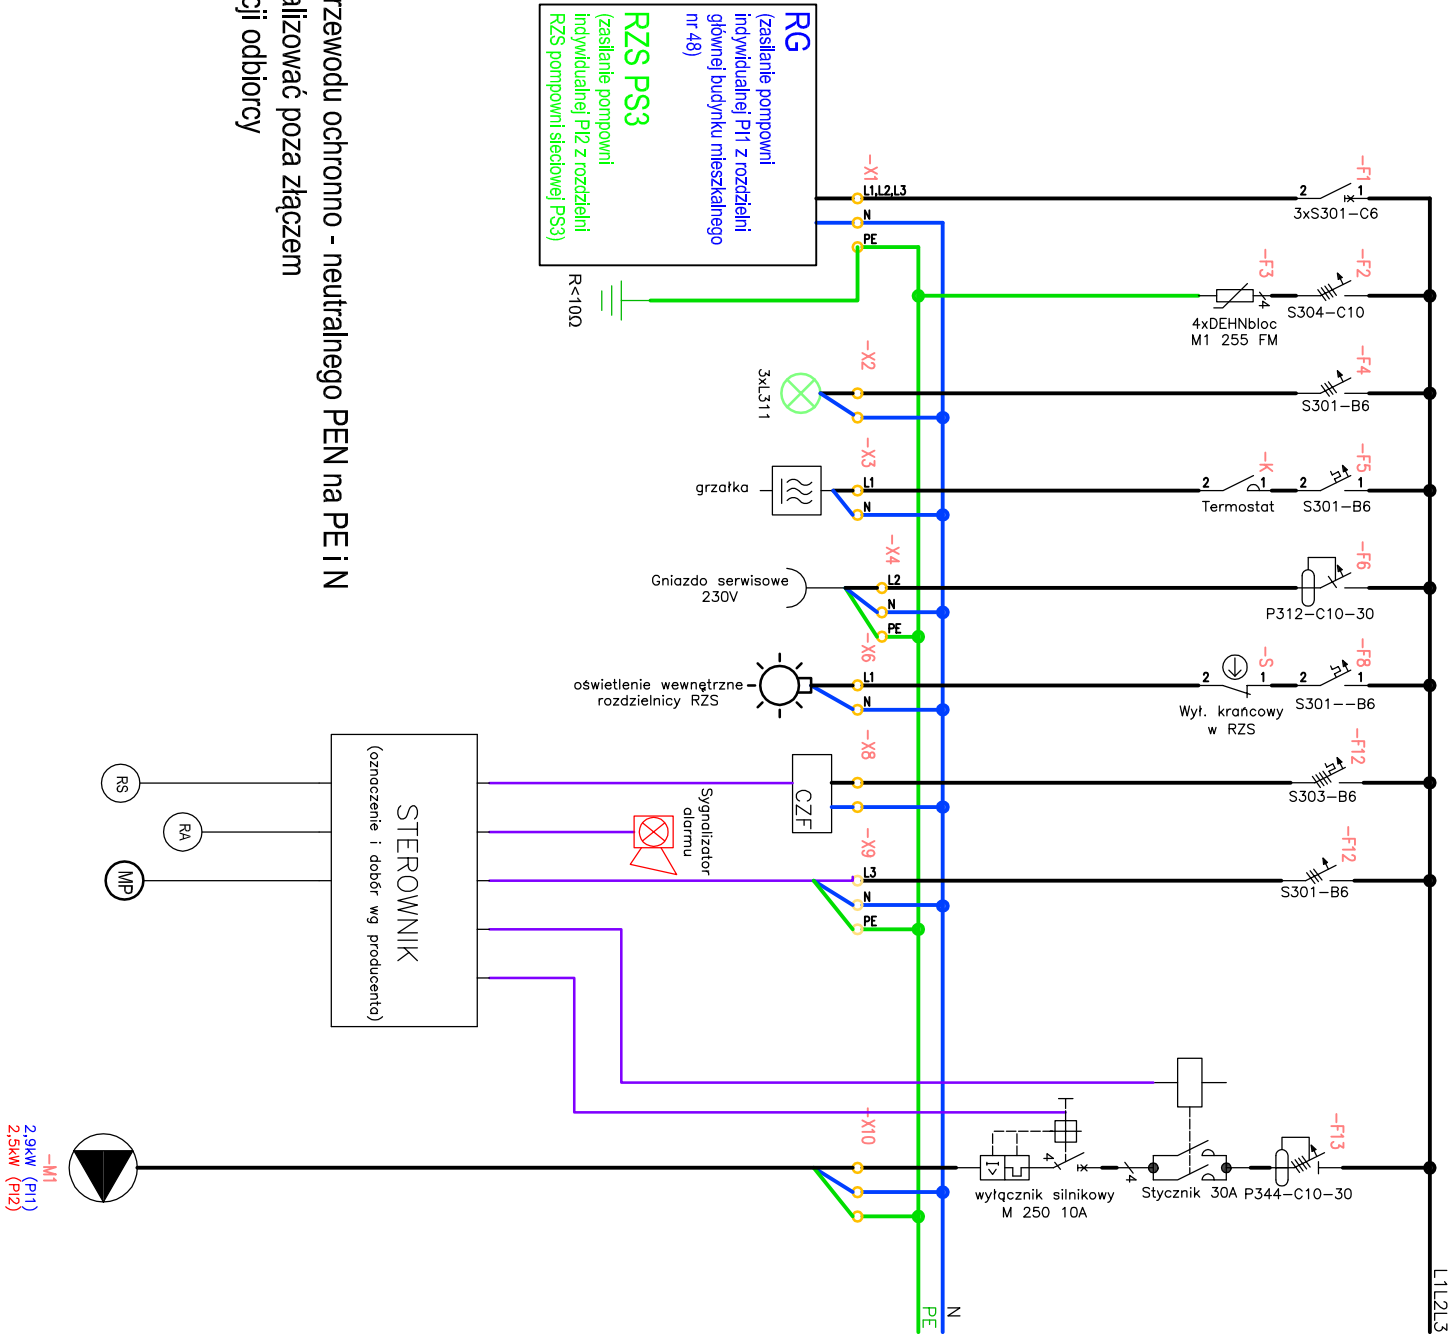 RG
(zasilanie pompowni
indywidualnej PI1 z rozdzielni
głównej budynku mieszkalnego
nr 48)
RZS PS3
(zasilanie pompowni
indywidualnej PI2 z rozdzielni
RZS pompowni sieciowej PS3)
R<10Ω
rzewodu ochronno - neutralnego PEN na PE i N
alizować poza złączem
cji odbiorcy
-X1
L1,L2,L3
N
PE
-F1
2 1
3xS301-C6
-F3
4
4xDEHNbloc
M1 255 FM
-F2
S304-C10
-X2
3xL311
-F4
S301-B6
-X3
L1
N
grzałka
-K
2 1
Termostat
-F5
2 1
S301-B6
-X4
L2
N
PE
Gniazdo serwisowe
230V
-F6
P312-C10-30
-X6
L1
N
oświetlenie wewnętrzne
rozdzielnicy RZS
-S
2 1
Wył. krańcowy
w RZS
-F8
2 1
S301--B6
-X8
CZF
-F12
S303-B6
Sygnalizator
alarmu
-X9
L3
N
PE
-F12
S301-B6
STEROWNIK
(oznaczenie i dobór wg producenta)
RS
RA
MP
-X10
I>
4
wyłącznik silnikowy
M 250 10A
4
Stycznik 30A
-F13
P344-C10-30
-M1
2,9kW (PI1)
2,5kW (PI2)
PE
N
L1L2L3